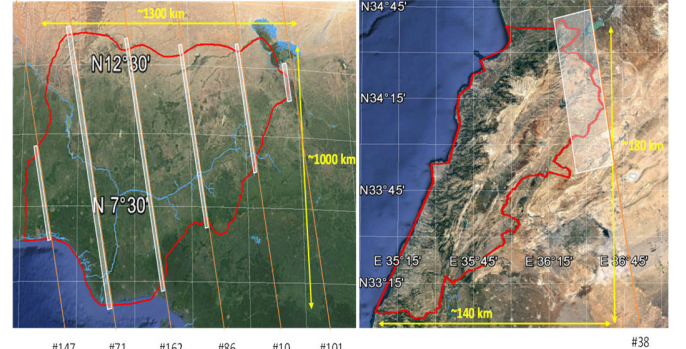 ~1300 km
N12°30'
~1000 km
N 7°30'
#147 #71 #162 #86 #10 #101
N34°45'
N34°15'
~180 km
N33°45'
E 35°15' E 35°45' E 36°15' E 36°45'
N33°15'
~140 km
#38